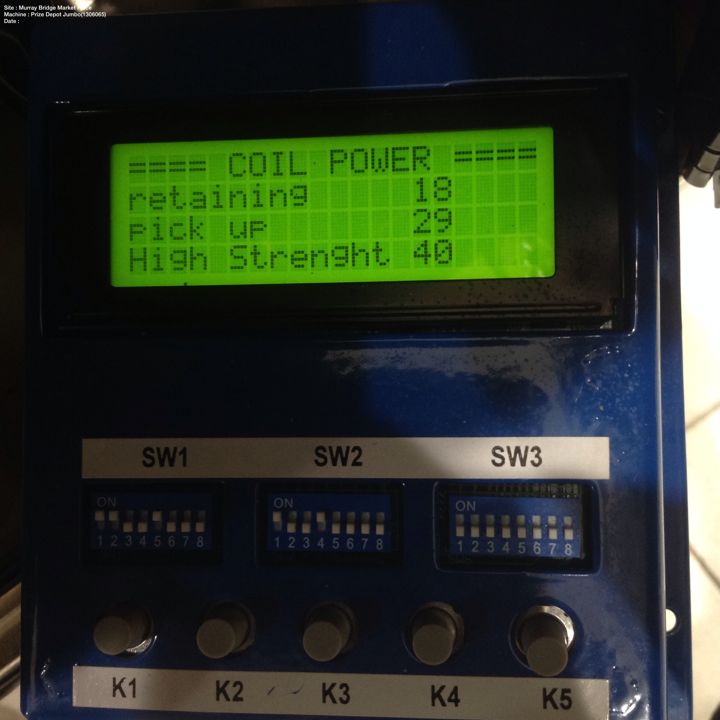 Site : Murray Bridge Market Place
Machine : Prize Depot Jumbo(1306065)
Date :
==== COIL POWER ====
retaining 18
pick up 29
High Strenght 40
SW1 SW2 SW3
ON ON ON
1 2 3 4 5 6 7 8 1 2 3 4 5 6 7 8 1 2 3 4 5 6 7 8
K1 K2 K3 K4 K5